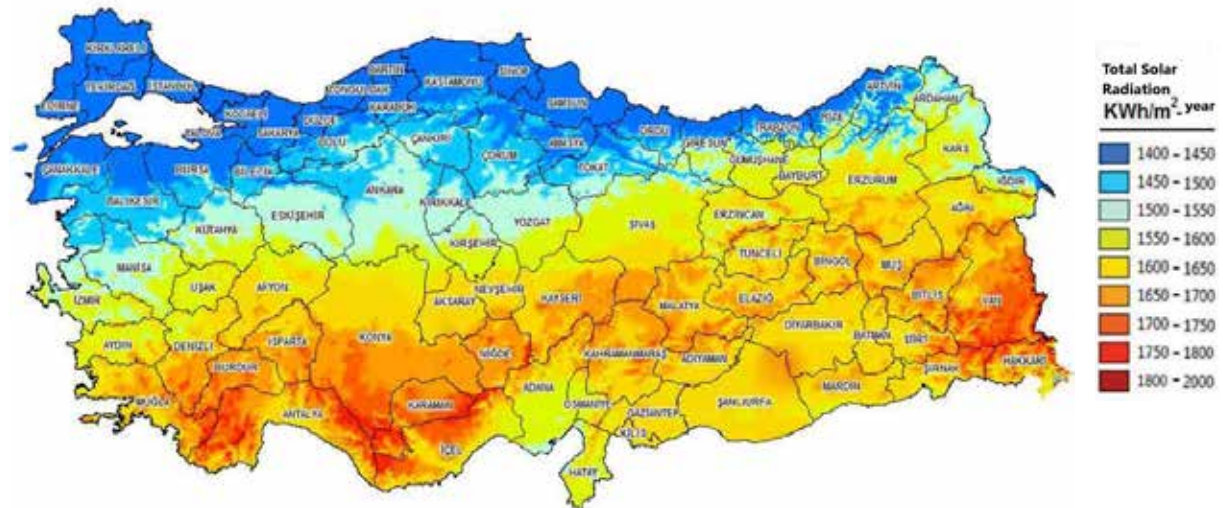 KIRKLARELİ
TEKİRDAĞ
İSTANBUL
EDİRNE
YALOVA
KOCAELİ
SAKARYA
DÜZCE
BOLU
ZONGULDAK
BARTIN
KARABÜK
KASTAMONU
SİNOP
SAMSUN
ORDU
GİRESUN
TRABZON
RİZE
ARTVİN
ARDAHAN
KARS
IĞDIR
ÇANAKKALE
BURSA
BİLECİK
BALIKESİR
ÇANKIRI
ÇORUM
AMASYA
TOKAT
GÜMÜŞHANE
BAYBURT
ERZURUM
AĞRI
ANKARA
KIRIKKALE
ESKİŞEHİR
KÜTAHYA
YOZGAT
SİVAS
ERZİNCAN
KIRŞEHİR
TUNCELİ
BİNGÖL
MUŞ
MANİSA
UŞAK
AFYON
AKSARAY
NEVŞEHİR
KAYSERİ
MALATYA
ELAZIĞ
BİTLİS
VAN
İZMİR
AYDIN
DENİZLİ
ISPARTA
BURDUR
KONYA
NİĞDE
KAHRAMANMARAŞ
ADIYAMAN
DİYARBAKIR
BATMAN
SİİRT
ŞIRNAK
HAKKARİ
MARDİN
MUĞLA
ANTALYA
KARAMAN
İÇEL
ADANA
OSMANİYE
GAZİANTEP
KİLİS
ŞANLIURFA
HATAY
Total Solar
Radiation
KWh/m²-year
1400 - 1450
1450 - 1500
1500 - 1550
1550 - 1600
1600 - 1650
1650 - 1700
1700 - 1750
1750 - 1800
1800 - 2000